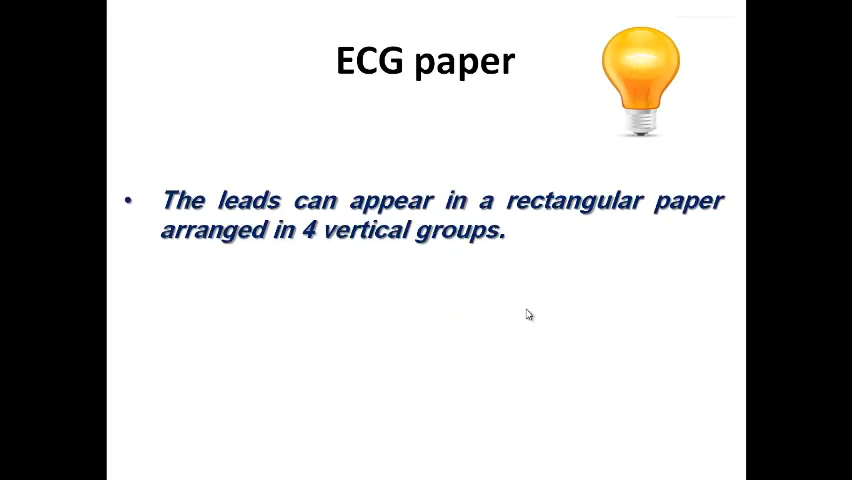 ECG paper
• The leads can appear in a rectangular paper
arranged in 4 vertical groups.